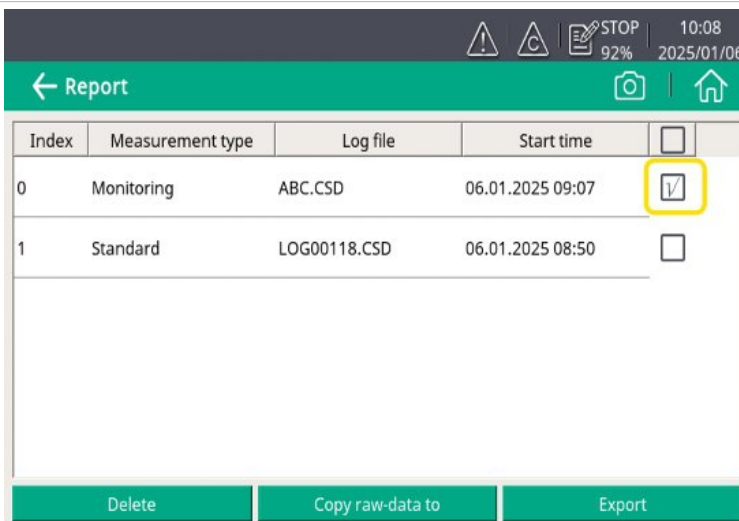 STOP 10:08
92% 2025/01/06
Report
Index Measurement type Log file Start time
0 Monitoring ABC.CSD 06.01.2025 09:07
1 Standard LOG00118.CSD 06.01.2025 08:50
Delete Copy raw-data to Export